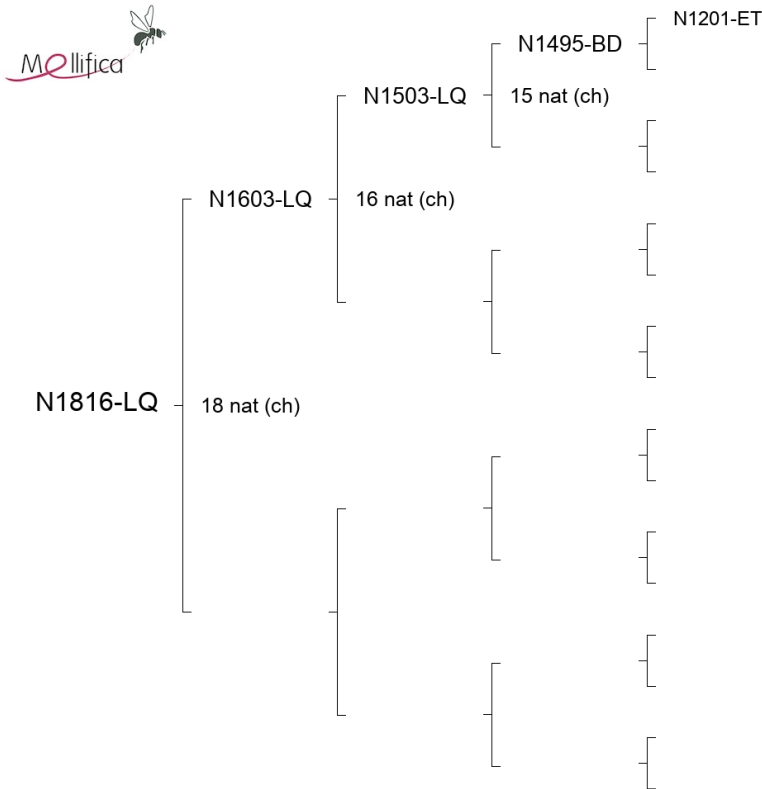 Mellifica
N1201-ET
N1495-BD
N1503-LQ
15 nat (ch)
N1603-LQ
16 nat (ch)
N1816-LQ
18 nat (ch)